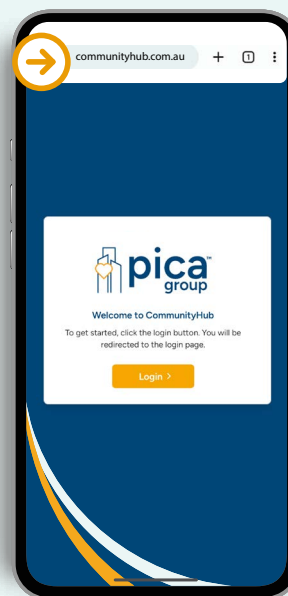 communityhub.com.au
1
pica™
group
Welcome to CommunityHub
To get started, click the login button. You will be
redirected to the login page.
Login >